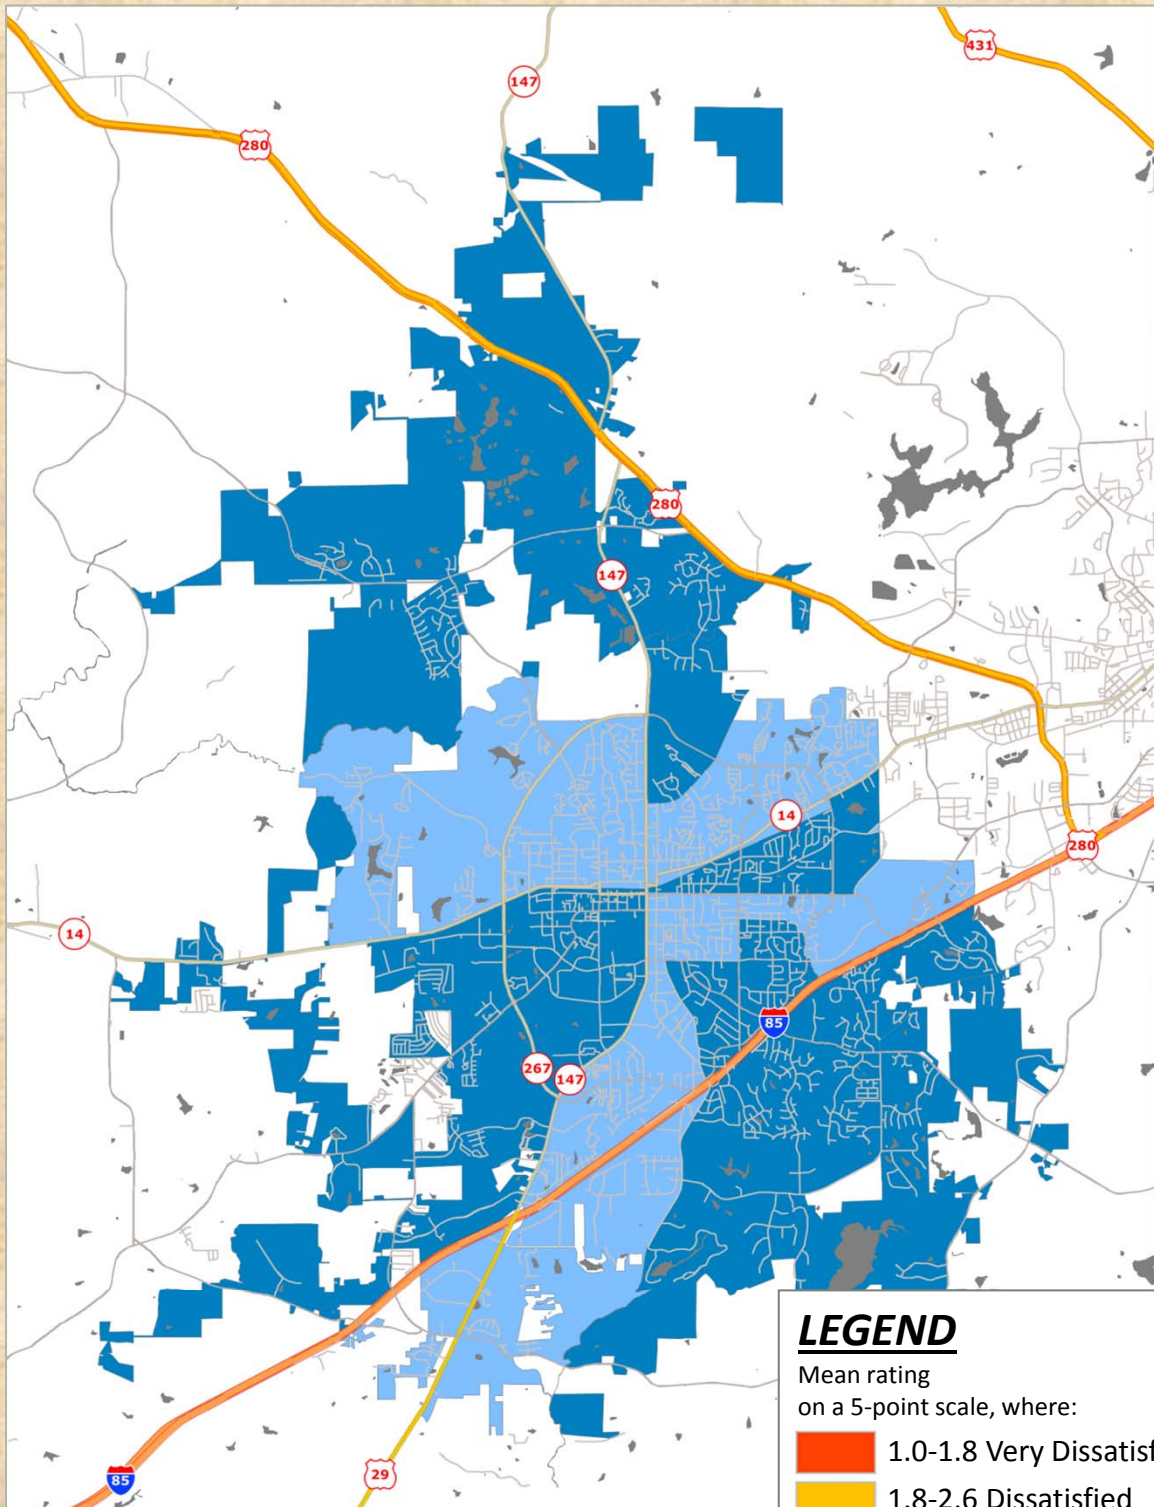 431
147
280
280
147
14
280
14
85
267
147
85
29
LEGEND
Mean rating
on a 5-point scale, where:
1.0-1.8 Very Dissatisf
1.8-2.6 Dissatisfied